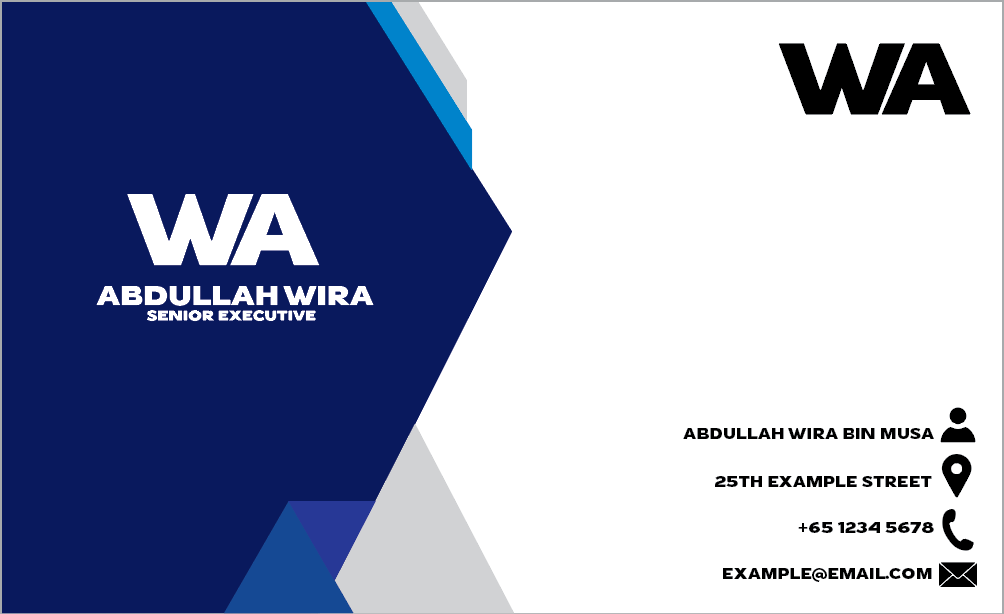 WA
ABDULLAH WIRA
SENIOR EXECUTIVE
WA
ABDULLAH WIRA BIN MUSA
25TH EXAMPLE STREET
+65 1234 5678
EXAMPLE@EMAIL.COM